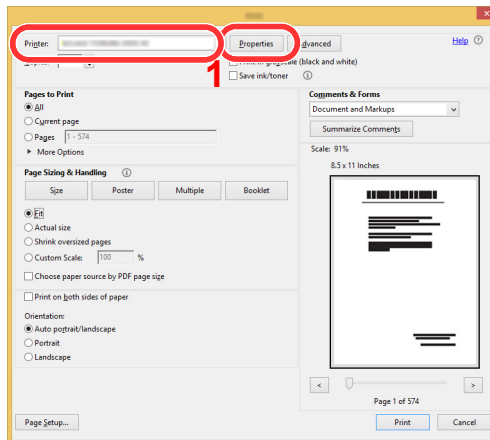 Printer:
Properties
Advanced
Help
1
Print in grayscale (black and white)
Save ink/toner
Pages to Print
All
Current page
Pages
1 - 574
More Options
Comments & Forms
Document and Markups
Summarize Comments
Scale: 91%
8.5 x 11 Inches
Page Sizing & Handling
Size
Poster
Multiple
Booklet
Fit
Actual size
Shrink oversized pages
Custom Scale:
100
%
Choose paper source by PDF page size
Print on both sides of paper
Orientation:
Auto portrait/landscape
Portrait
Landscape
<
>
Page 1 of 574
Page Setup...
Print
Cancel